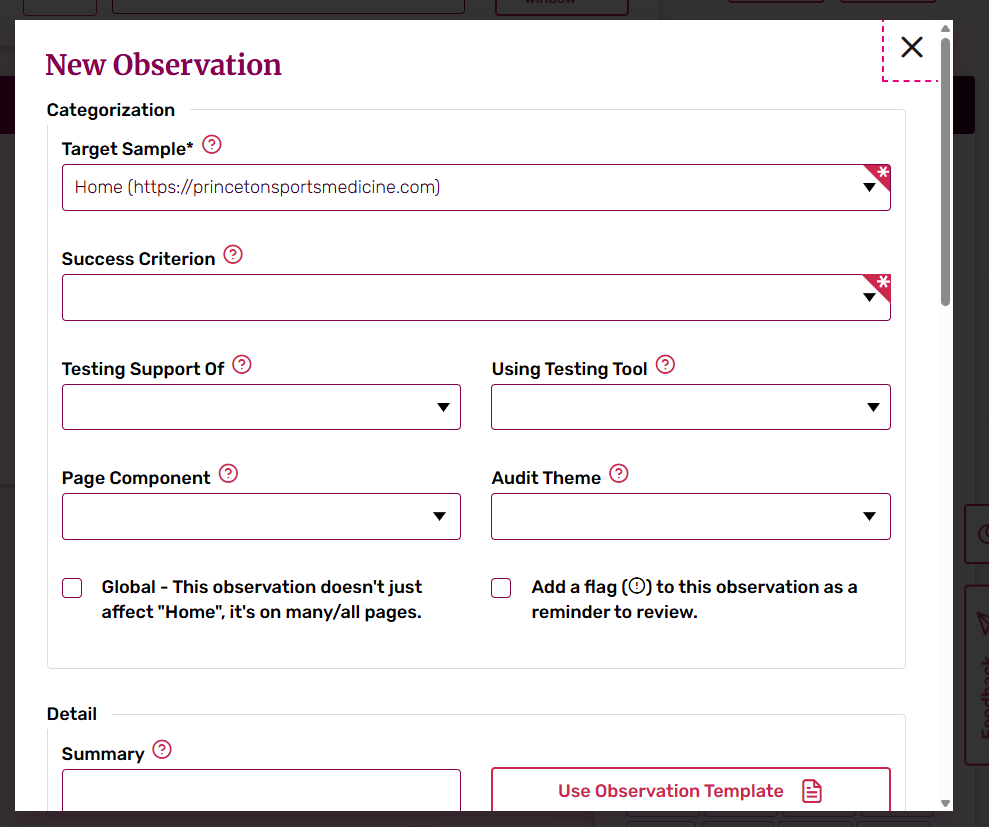 window
New Observation
Categorization
Target Sample*
Home (https://princetonsportsmedicine.com)
Success Criterion
Testing Support Of
Using Testing Tool
Page Component
Audit Theme
Global - This observation doesn't just
affect "Home", it's on many/all pages.
Add a flag (!) to this observation as a
reminder to review.
Detail
Summary
Use Observation Template
Feedback